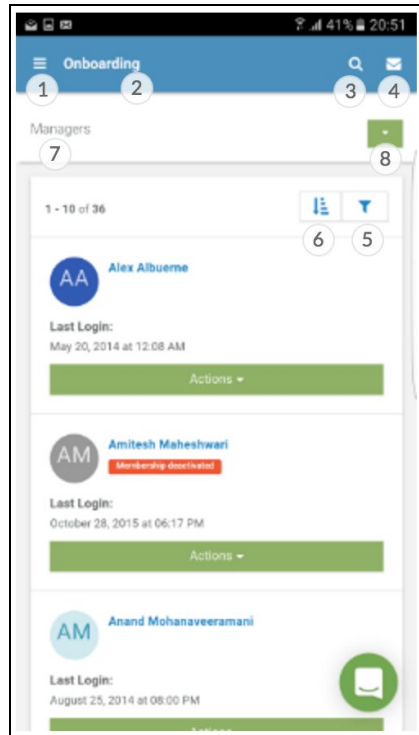 41% 20:51
Onboarding
1 2 3 4
Managers
7 8
1 - 10 of 36
6 5
AA Alex Albuerne
Last Login:
May 20, 2014 at 12:08 AM
Actions
AM Amitesh Maheshwari
Membership deactivated
Last Login:
October 28, 2015 at 06:17 PM
Actions
AM Anand Mohanaveeramani
Last Login:
August 25, 2014 at 08:00 PM
Actions